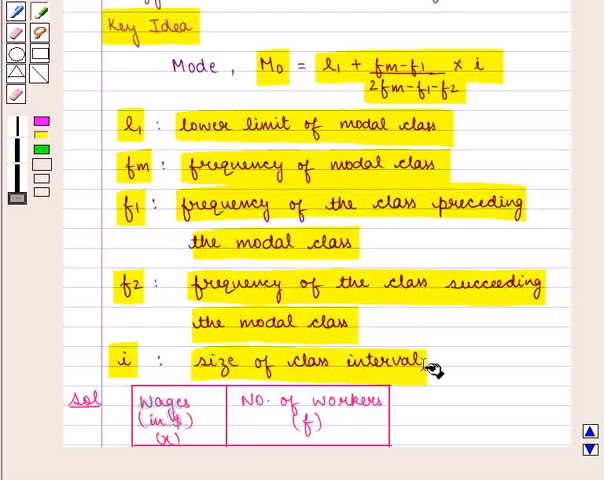 Key Idea
Mode, Mo = l1 + fm-f1 / 2fm-f1-f2 × i
l1 : lower limit of modal class
fm : frequency of modal class
f1 : frequency of the class preceding
the modal class
f2 : frequency of the class succeeding
the modal class
i : size of class interval
Sol
Wages
(in $)
(x)
NO. of workers
(f)